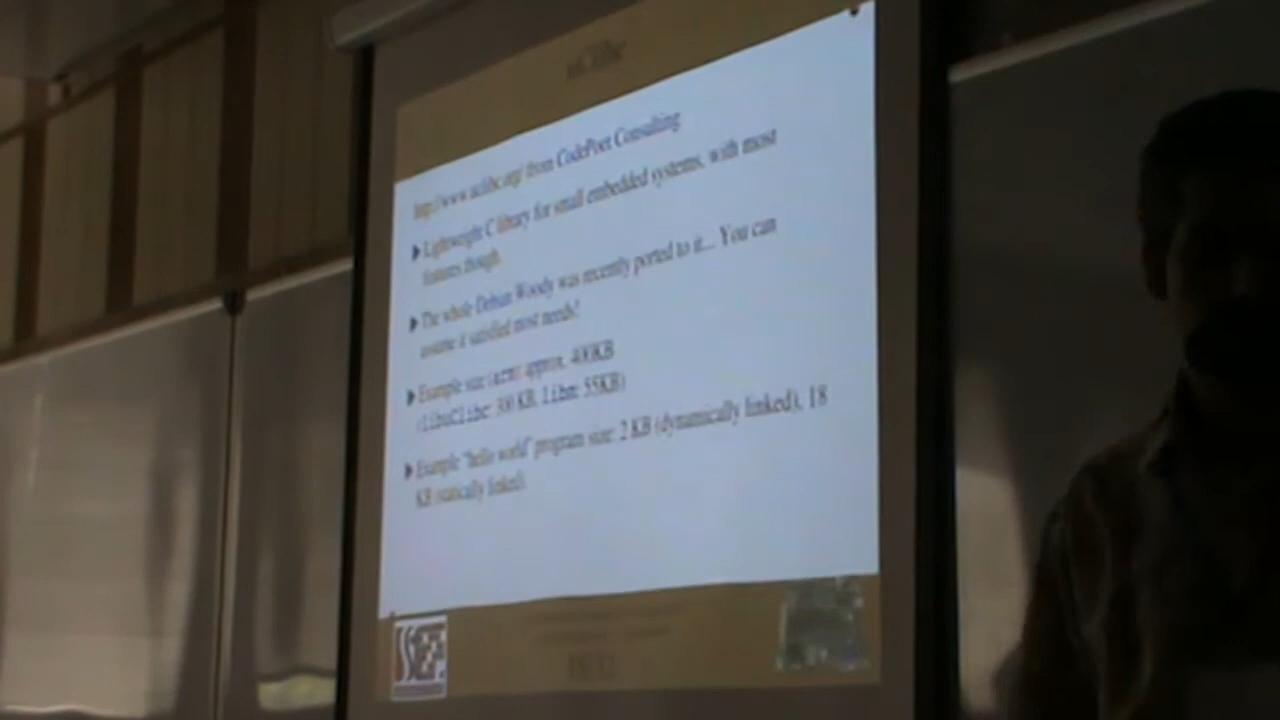 uClibc
http://www.uclibc.org/ from CodePoet Consulting
Lightweight C library for small embedded systems, with most
features though.
The whole Debian Woody was recently ported to it... You can
assume it satisfied most needs!
Example size (arm): approx. 400KB
(libuClibc: 300 KB, libm: 55KB)
Example "hello world" program size: 2 KB (dynamically linked), 18
KB (statically linked).